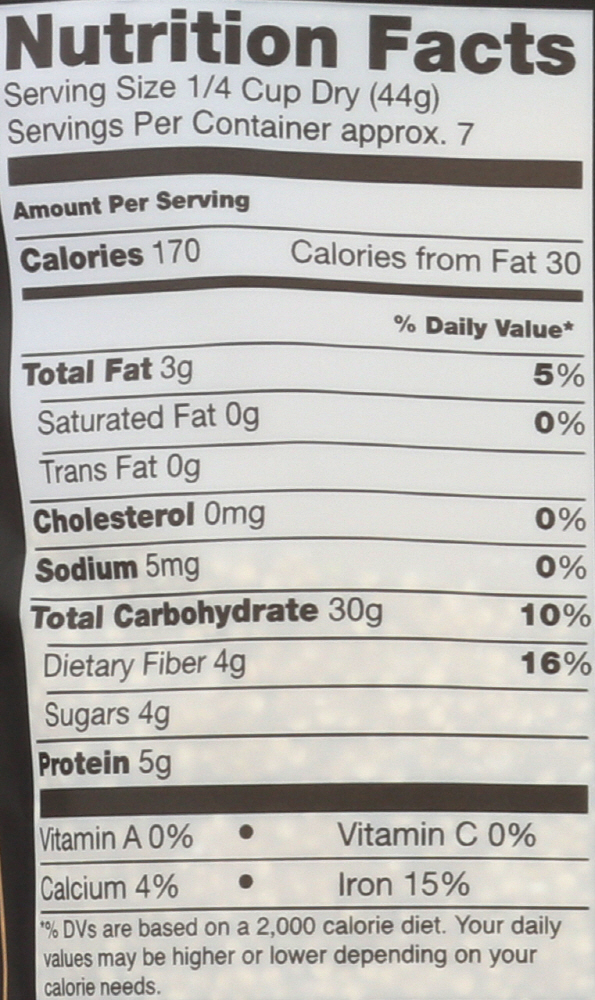 Nutrition Facts
Serving Size 1/4 Cup Dry (44g)
Servings Per Container approx. 7
Amount Per Serving
Calories 170 Calories from Fat 30
% Daily Value*
Total Fat 3g 5%
Saturated Fat 0g 0%
Trans Fat 0g
Cholesterol 0mg 0%
Sodium 5mg 0%
Total Carbohydrate 30g 10%
Dietary Fiber 4g 16%
Sugars 4g
Protein 5g
Vitamin A 0% • Vitamin C 0%
Calcium 4% • Iron 15%
*% DVs are based on a 2,000 calorie diet. Your daily
values may be higher or lower depending on your
calorie needs.